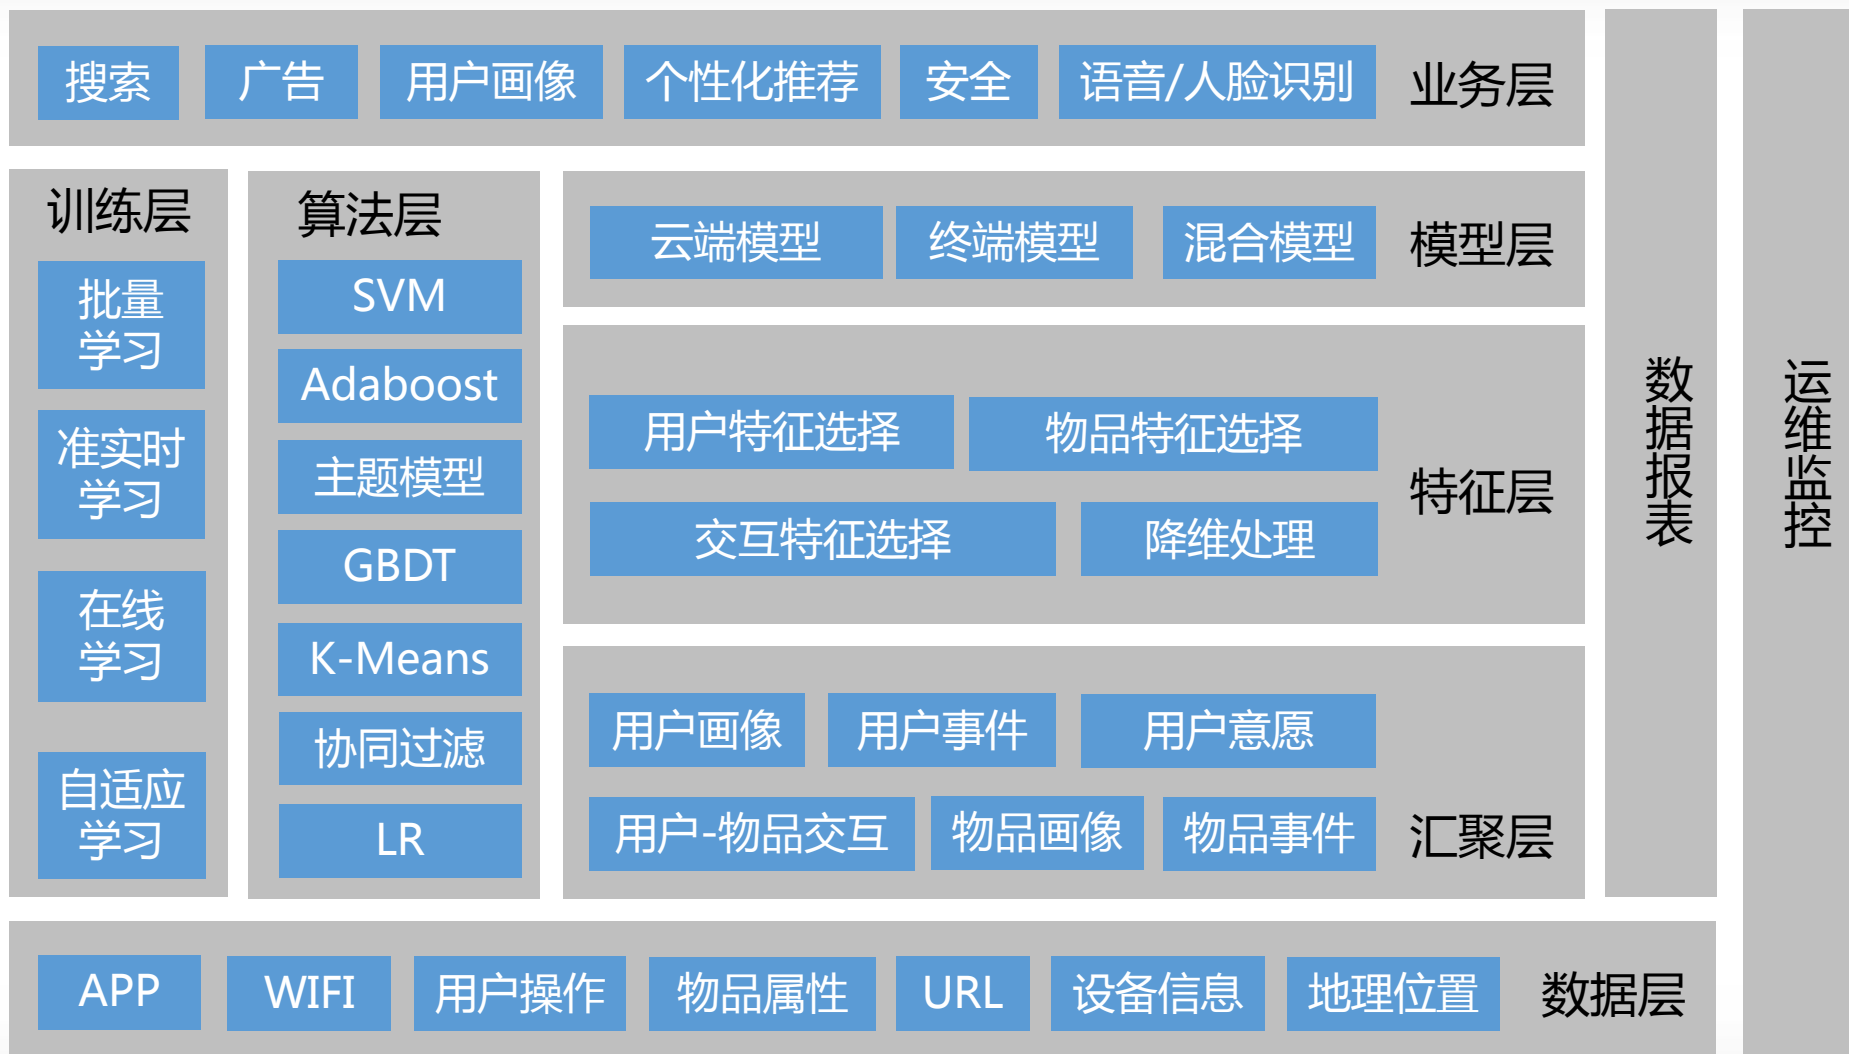 搜索
广告
用户画像
个性化推荐
安全
语音/人脸识别
业务层
训练层
批量
学习
准实时
学习
在线
学习
自适应
学习
算法层
SVM
Adaboost
主题模型
GBDT
K-Means
协同过滤
LR
云端模型
终端模型
混合模型
模型层
用户特征选择
物品特征选择
交互特征选择
降维处理
特征层
用户画像
用户事件
用户意愿
用户-物品交互
物品画像
物品事件
汇聚层
数据报表
运维监控
APP
WIFI
用户操作
物品属性
URL
设备信息
地理位置
数据层